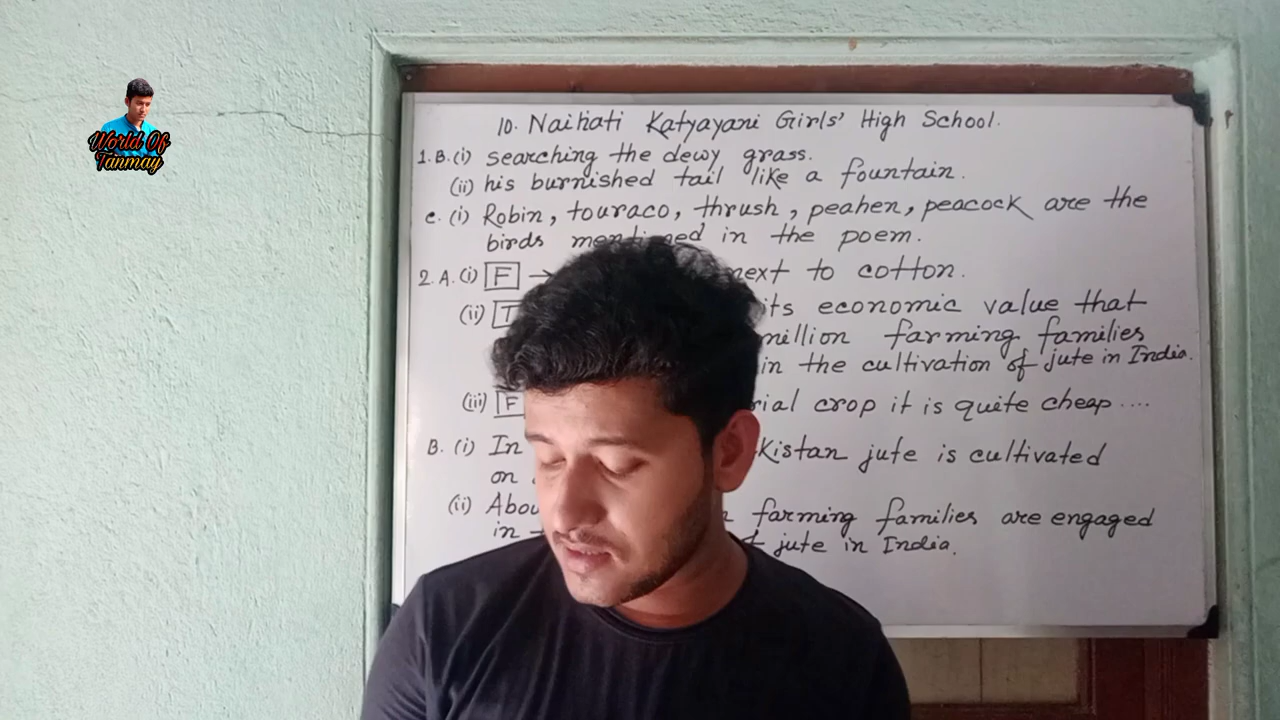 World Of
Tanmay
10. Naihati Katyayani Girls' High School.
1. B. (i) searching the dewy grass.
(ii) his burnished tail like a fountain.
c. (i) Robin, touraco, thrush, peahen, peacock are the
birds mentioned in the poem.
2. A. (i) F → next to cotton.
(ii) T its economic value that
million farming families
in the cultivation of jute in India.
(iii) F crop it is quite cheap ....
B. (i) In jute is cultivated
on
(ii) farming families are engaged
in jute in India.